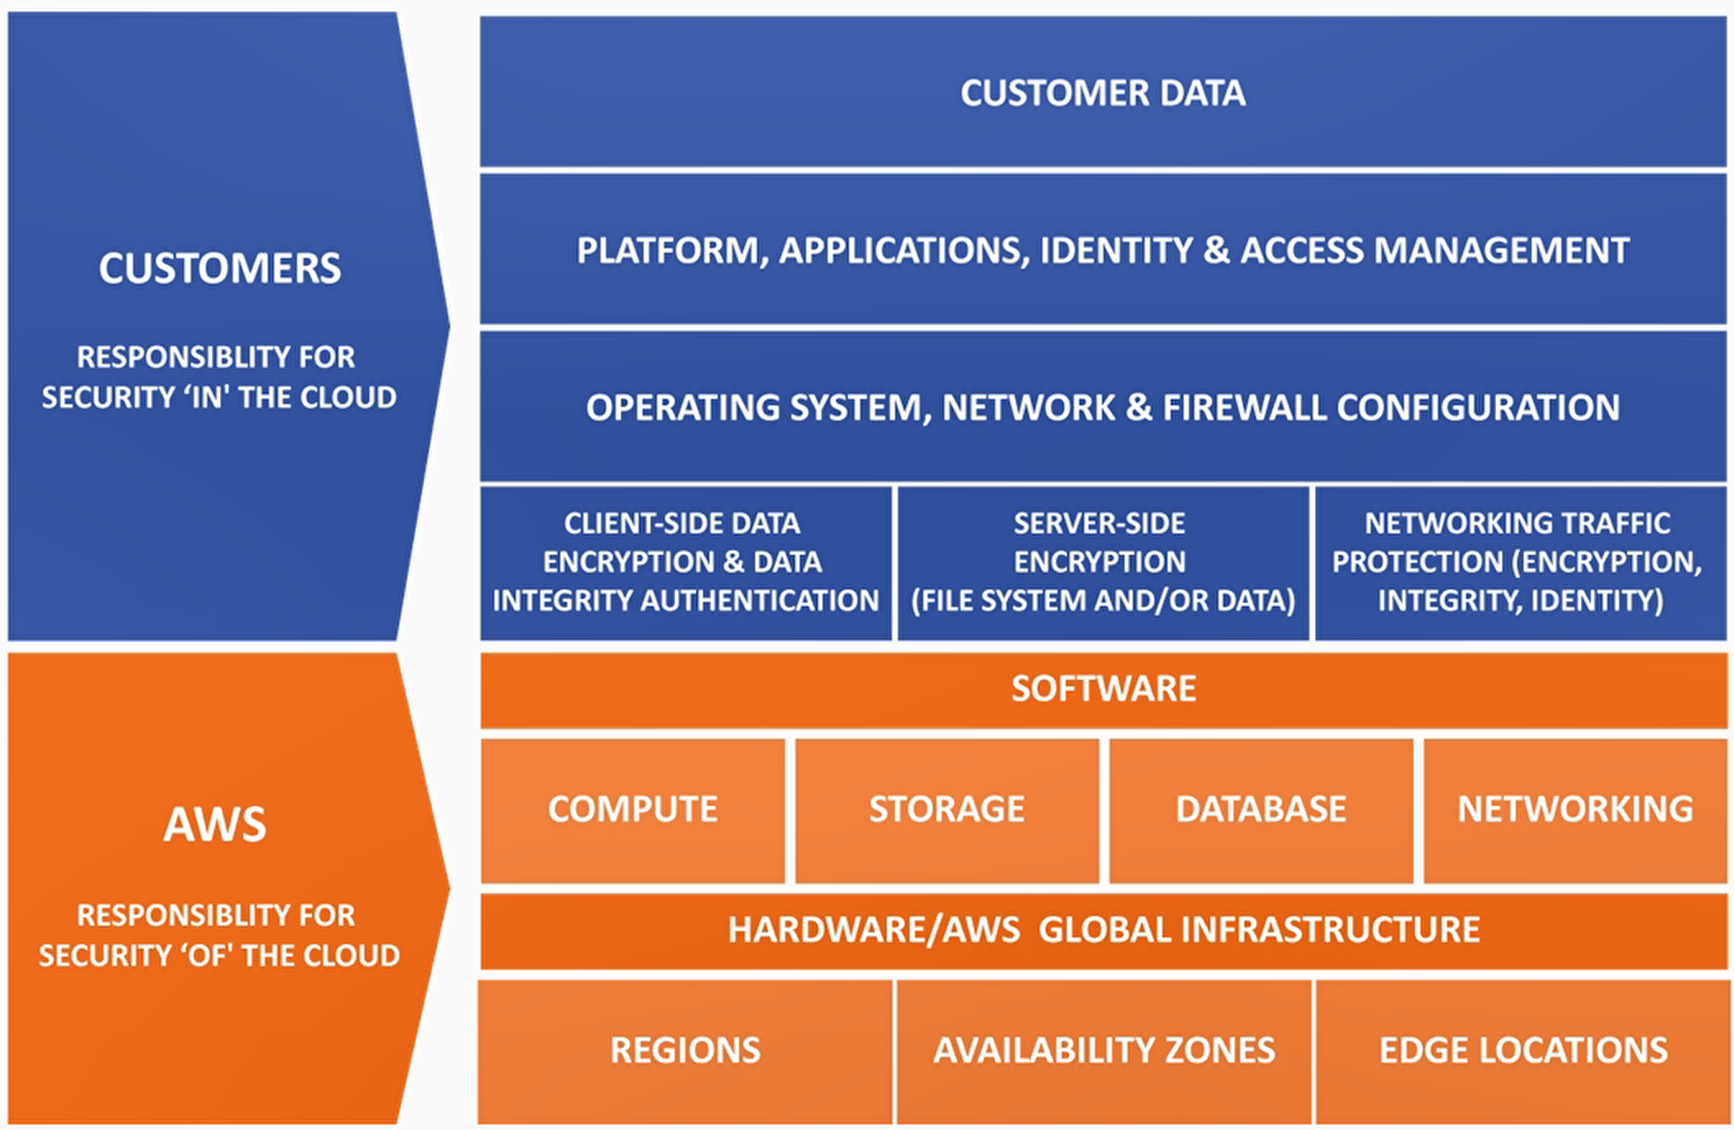 CUSTOMERS
RESPONSIBLITY FOR
SECURITY ‘IN' THE CLOUD
CUSTOMER DATA
PLATFORM, APPLICATIONS, IDENTITY & ACCESS MANAGEMENT
OPERATING SYSTEM, NETWORK & FIREWALL CONFIGURATION
CLIENT-SIDE DATA
ENCRYPTION & DATA
INTEGRITY AUTHENTICATION
SERVER-SIDE
ENCRYPTION
(FILE SYSTEM AND/OR DATA)
NETWORKING TRAFFIC
PROTECTION (ENCRYPTION,
INTEGRITY, IDENTITY)
AWS
RESPONSIBLITY FOR
SECURITY ‘OF' THE CLOUD
SOFTWARE
COMPUTE
STORAGE
DATABASE
NETWORKING
HARDWARE/AWS  GLOBAL INFRASTRUCTURE
REGIONS
AVAILABILITY ZONES
EDGE LOCATIONS